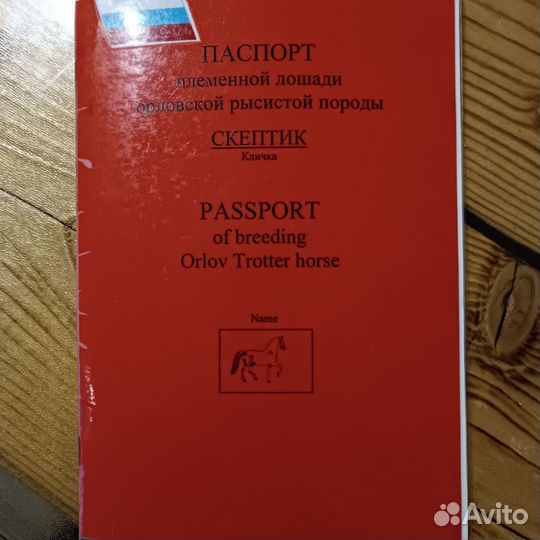 ПАСПОРТ
племенной лошади
орловской рысистой породы
СКЕПТИК
Кличка
PASSPORT
of breeding
Orlov Trotter horse
Name
Avito